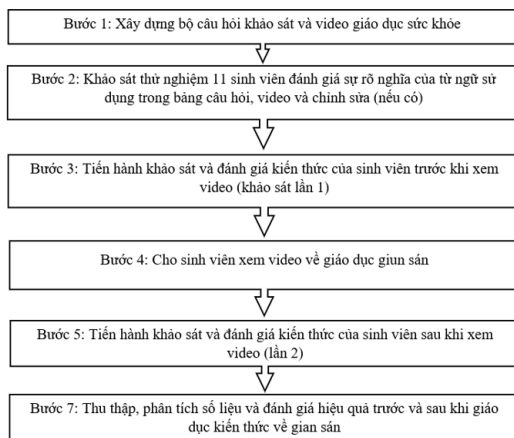 Bước 1: Xây dựng bộ câu hỏi khảo sát và video giáo dục sức khỏe
Bước 2: Khảo sát thử nghiệm 11 sinh viên đánh giá sự rõ nghĩa của từ ngữ sử
dụng trong bảng câu hỏi, video và chỉnh sửa (nếu có)
Bước 3: Tiến hành khảo sát và đánh giá kiến thức của sinh viên trước khi xem
video (khảo sát lần 1)
Bước 4: Cho sinh viên xem video về giáo dục giun sán
Bước 5: Tiến hành khảo sát và đánh giá kiến thức của sinh viên sau khi xem
video (lần 2)
Bước 7: Thu thập, phân tích số liệu và đánh giá hiệu quả trước và sau khi giáo
dục kiến thức về gian sán